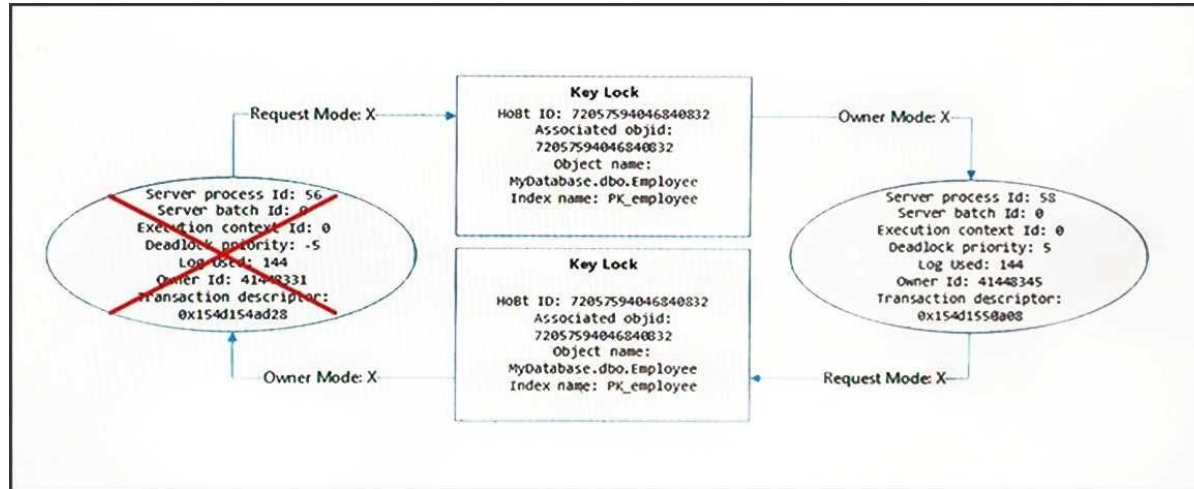 Key Lock
HoBt ID: 72057594046840832
Associated objid:
72057594046840832
Object name:
MyDatabase.dbo.Employee
Index name: PK_employee
Request Mode: X
Owner Mode: X
Server process Id: 56
Server batch Id: 0
Execution context Id: 0
Deadlock priority: -5
Log Used: 144
Owner Id: 41448331
Transaction descriptor:
0x154d154ad28
Server process Id: 58
Server batch Id: 0
Execution context Id: 0
Deadlock priority: 5
Log Used: 144
Owner Id: 41448345
Transaction descriptor:
0x154d1550a08
Key Lock
HoBt ID: 72057594046840832
Associated objid:
72057594046840832
Object name:
MyDatabase.dbo.Employee
Index name: PK_employee
Owner Mode: X
Request Mode: X